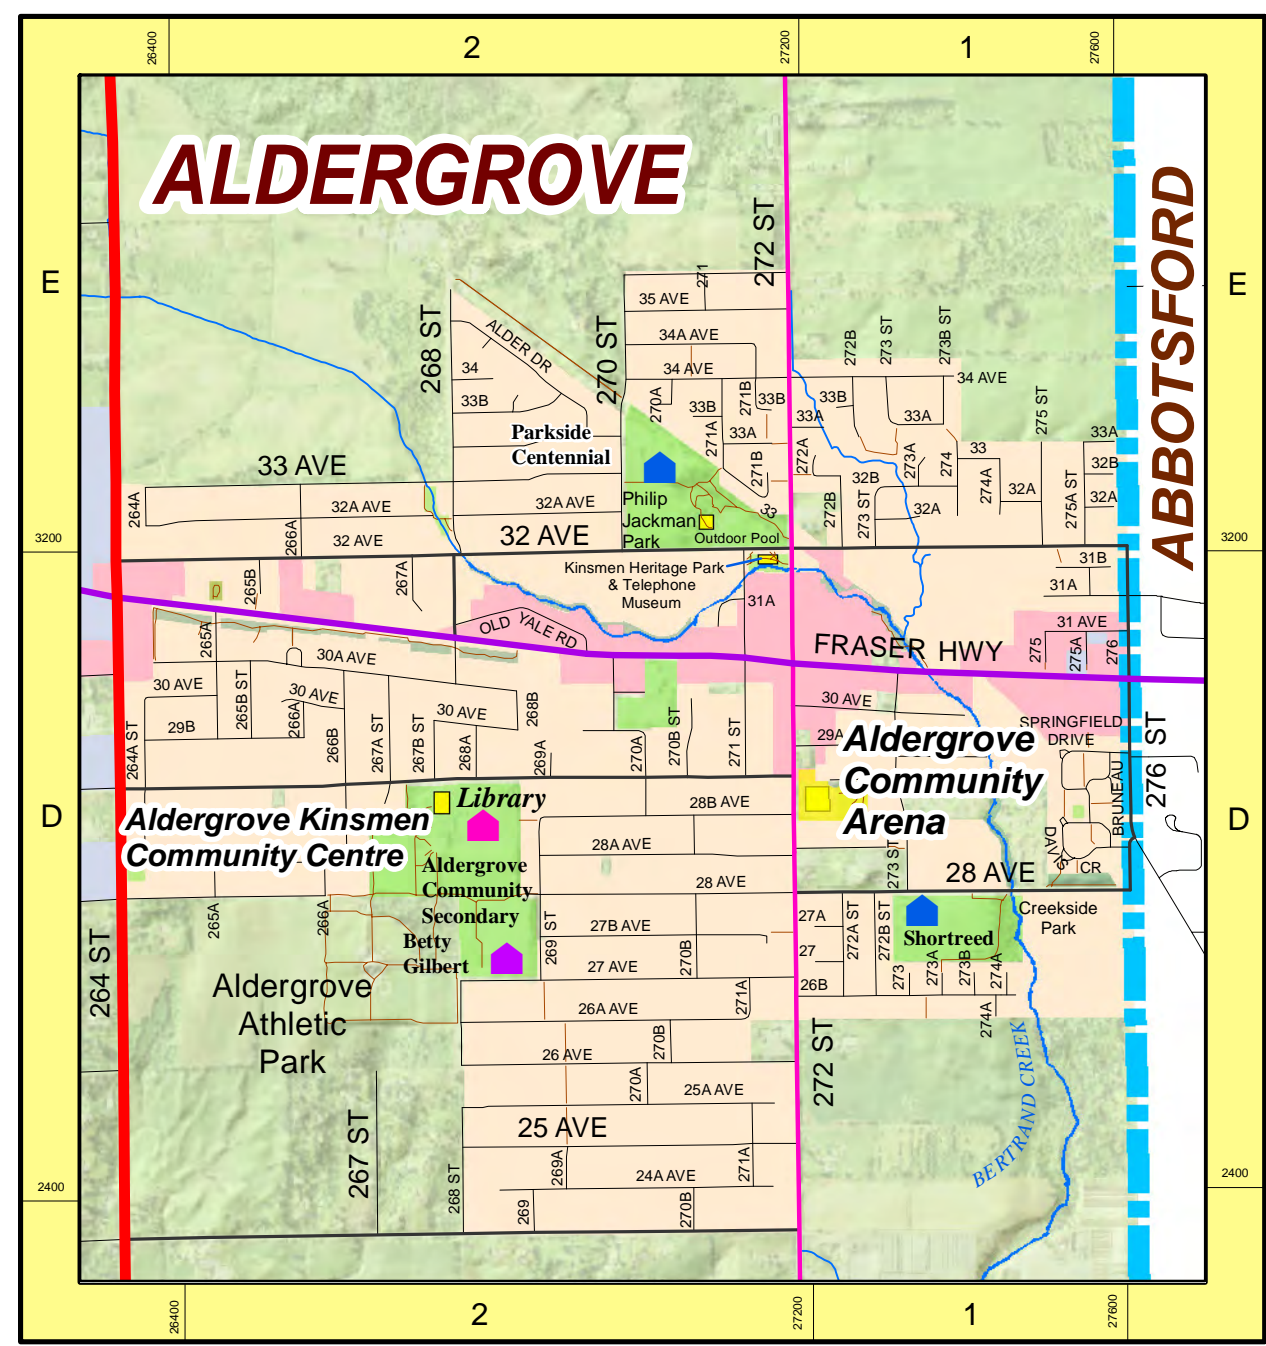 2
1
26400
27200
27600
ALDERGROVE
ABBOTSFORD
E
E
272 ST
271
35 AVE
268 ST
270 ST
34A AVE
ALDER DR
34
34 AVE
272B
273 ST
273B ST
34 AVE
33B
270A
33B
271B
33B
33B
275 ST
Parkside
Centennial
271A
33A
33A
33A
33A
33 AVE
271B
272A
273A
274
33
32B
32B
264A
32A AVE
32A AVE
Philip
Jackman
Park
33
272B
273 ST
32A
274A
32A
275A ST
32A
266A
32 AVE
32 AVE
Outdoor Pool
3200
3200
265B
267A
Kinsmen Heritage Park
& Telephone
Museum
31B
31A
31A
OLD YALE RD
265A
FRASER HWY
31 AVE
275
275A
276
30A AVE
30 AVE
265B ST
30 AVE
266A
30 AVE
268B
30 AVE
29B
264A ST
266B
267A ST
267B ST
268A
269A
270A
270B ST
271 ST
29A
SPRINGFIELD
DRIVE
276 ST
Aldergrove
Community
Arena
BRUNEAU
DAVIS
CR
D
D
Library
28B AVE
Aldergrove Kinsmen
Community Centre
28A AVE
Aldergrove
Community
Secondary
28 AVE
273 ST
28 AVE
265A
266A
Betty
Gilbert
269 ST
27B AVE
270B
27 AVE
27A
27
26B
272A ST
272B ST
Shortreed
Creekside
Park
273
273A
273B
274A
264 ST
Aldergrove
Athletic
Park
26A AVE
271A
274A
26 AVE
270B
272 ST
BERTRAND CREEK
270A
25A AVE
267 ST
25 AVE
268 ST
269A
24A AVE
271A
269
270B
2400
2400
26400
2
27200
1
27600